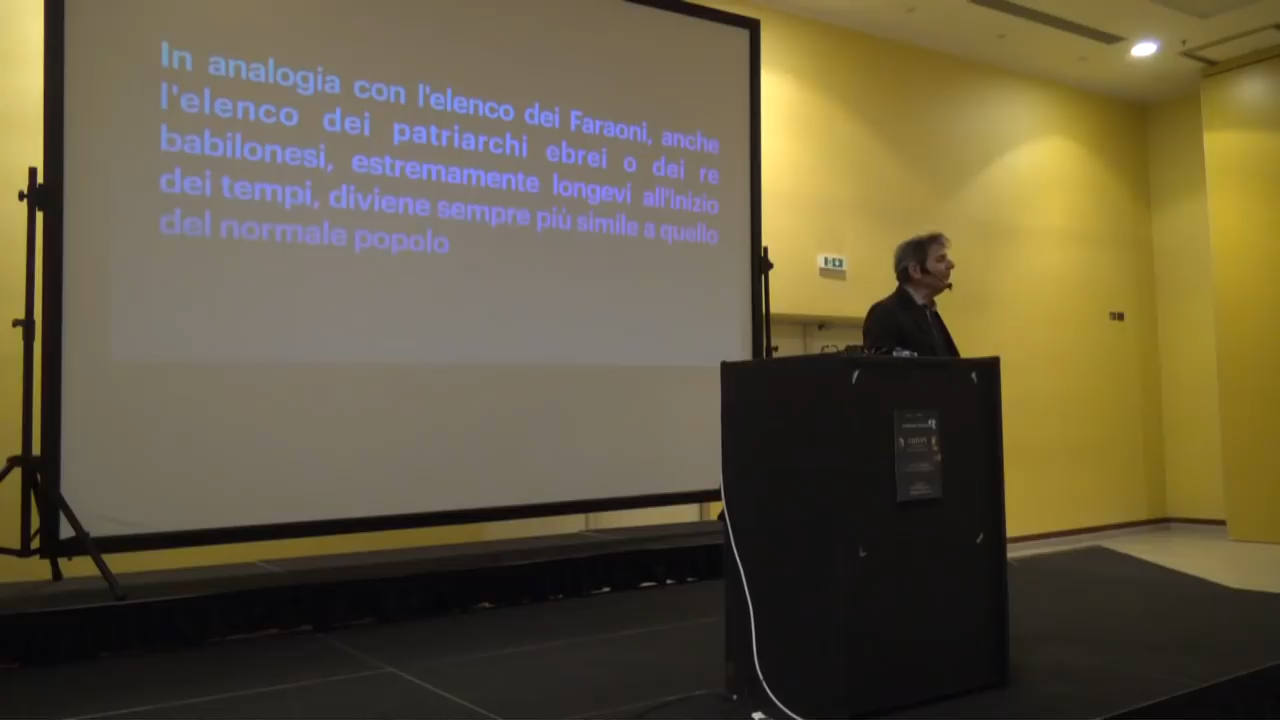 In analogia con l'elenco dei Faraoni, anche
l'elenco dei patriarchi ebrei o dei re
babilonesi, estremamente longevi all'inizio
dei tempi, diviene sempre più simile a quello
del normale popolo